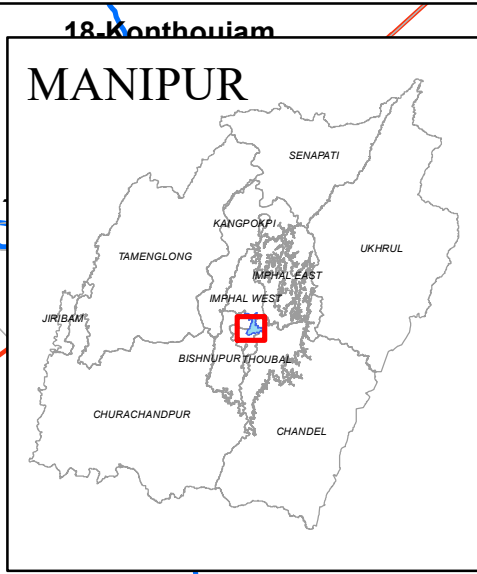 18-Konthoujam
MANIPUR
SENAPATI
KANGPOKPI
UKHRUL
TAMENGLONG
IMPHAL EAST
IMPHAL WEST
JIRIBAM
BISHNUPUR THOUBAL
CHURACHANDPUR
CHANDEL